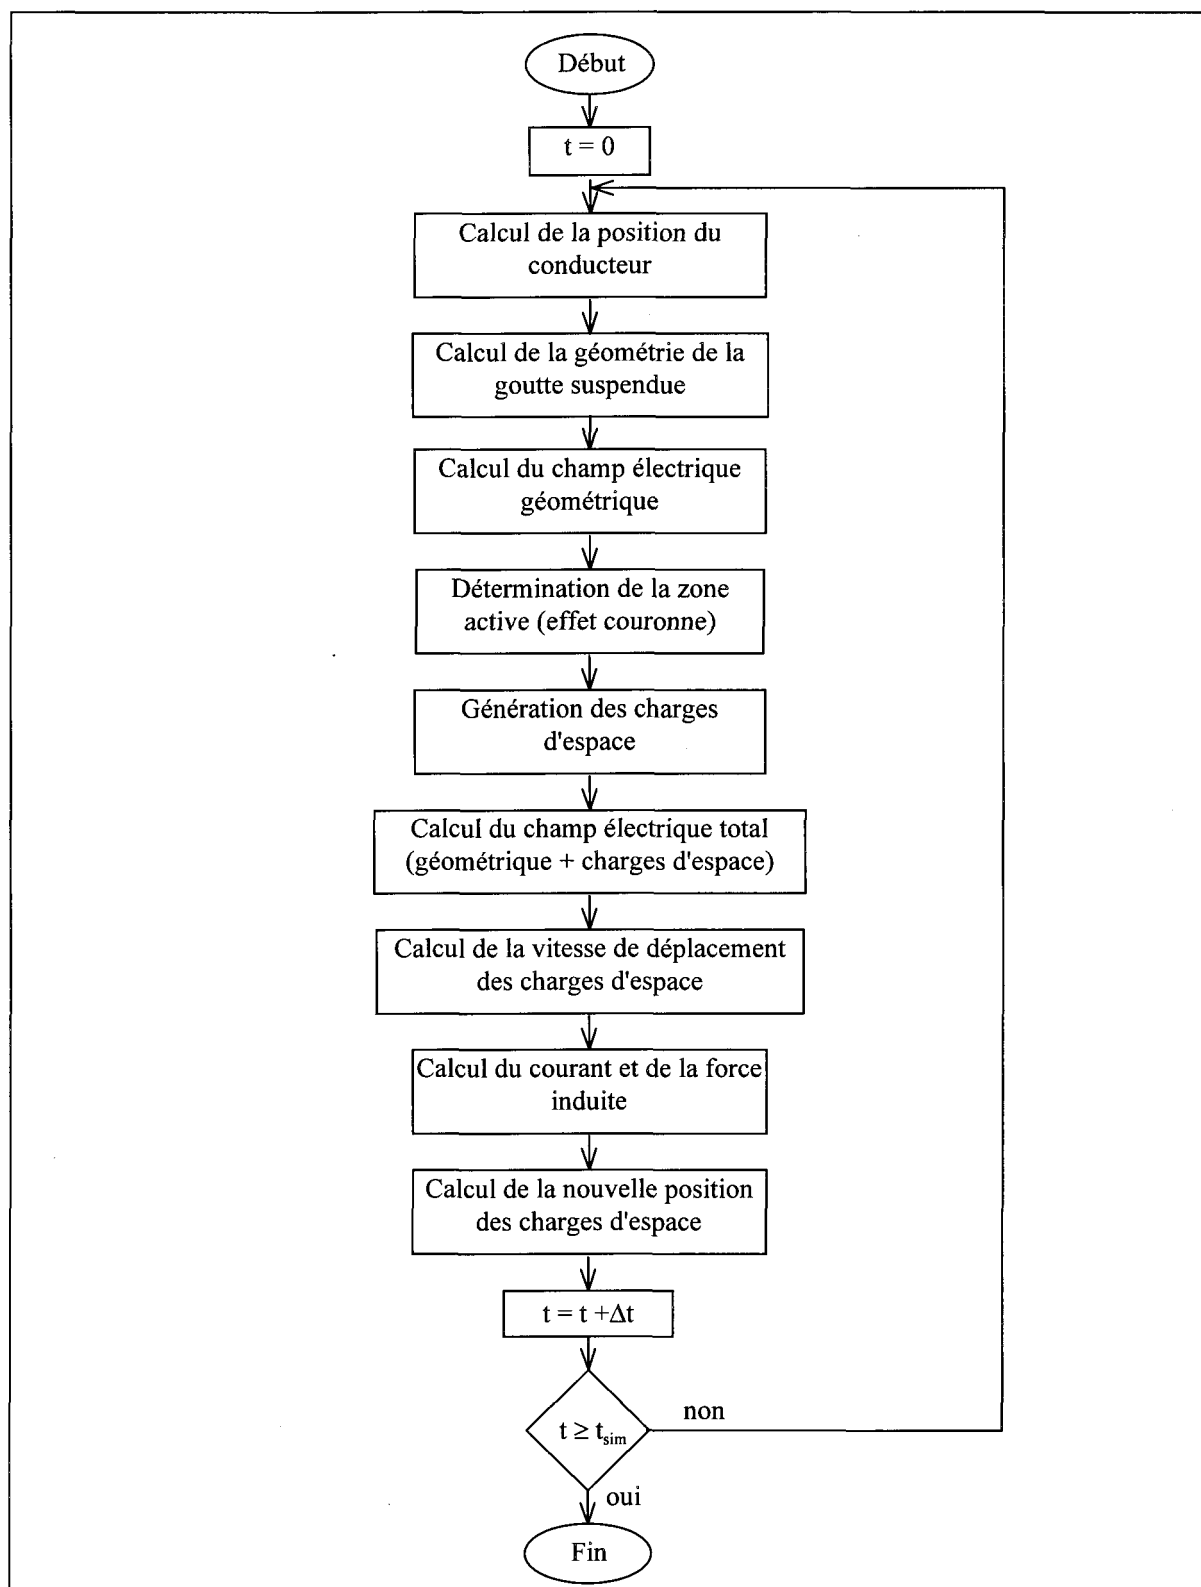 Début
t = 0
Calcul de la position du
conducteur
Calcul de la géométrie de la
goutte suspendue
Calcul du champ électrique
géométrique
Détermination de la zone
active (effet couronne)
Génération des charges
d'espace
Calcul du champ électrique total
(géométrique + charges d'espace)
Calcul de la vitesse de déplacement
des charges d'espace
Calcul du courant et de la force
induite
Calcul de la nouvelle position
des charges d'espace
t = t +Δt
t ≥ tsim
non
oui
Fin